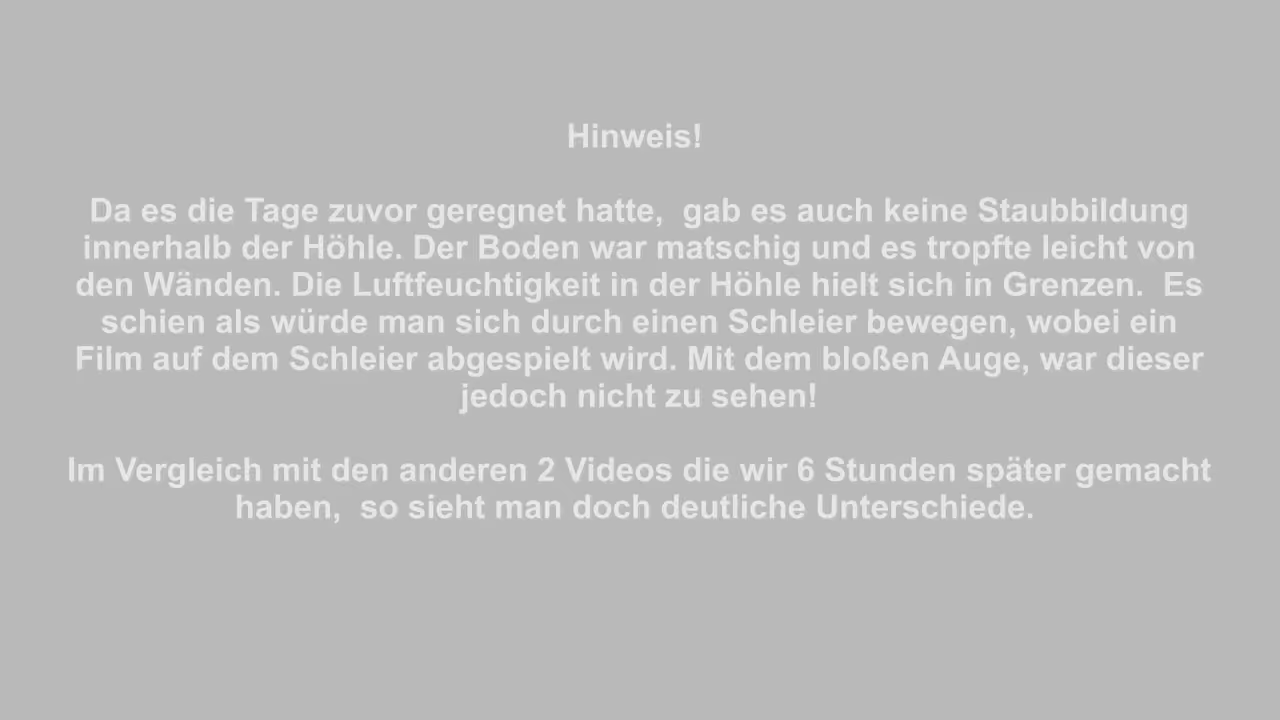 Hinweis!
Da es die Tage zuvor geregnet hatte,  gab es auch keine Staubbildung
innerhalb der Höhle. Der Boden war matschig und es tropfte leicht von
den Wänden. Die Luftfeuchtigkeit in der Höhle hielt sich in Grenzen.  Es
schien als würde man sich durch einen Schleier bewegen, wobei ein
Film auf dem Schleier abgespielt wird. Mit dem bloßen Auge, war dieser
jedoch nicht zu sehen!
Im Vergleich mit den anderen 2 Videos die wir 6 Stunden später gemacht
haben,  so sieht man doch deutliche Unterschiede.